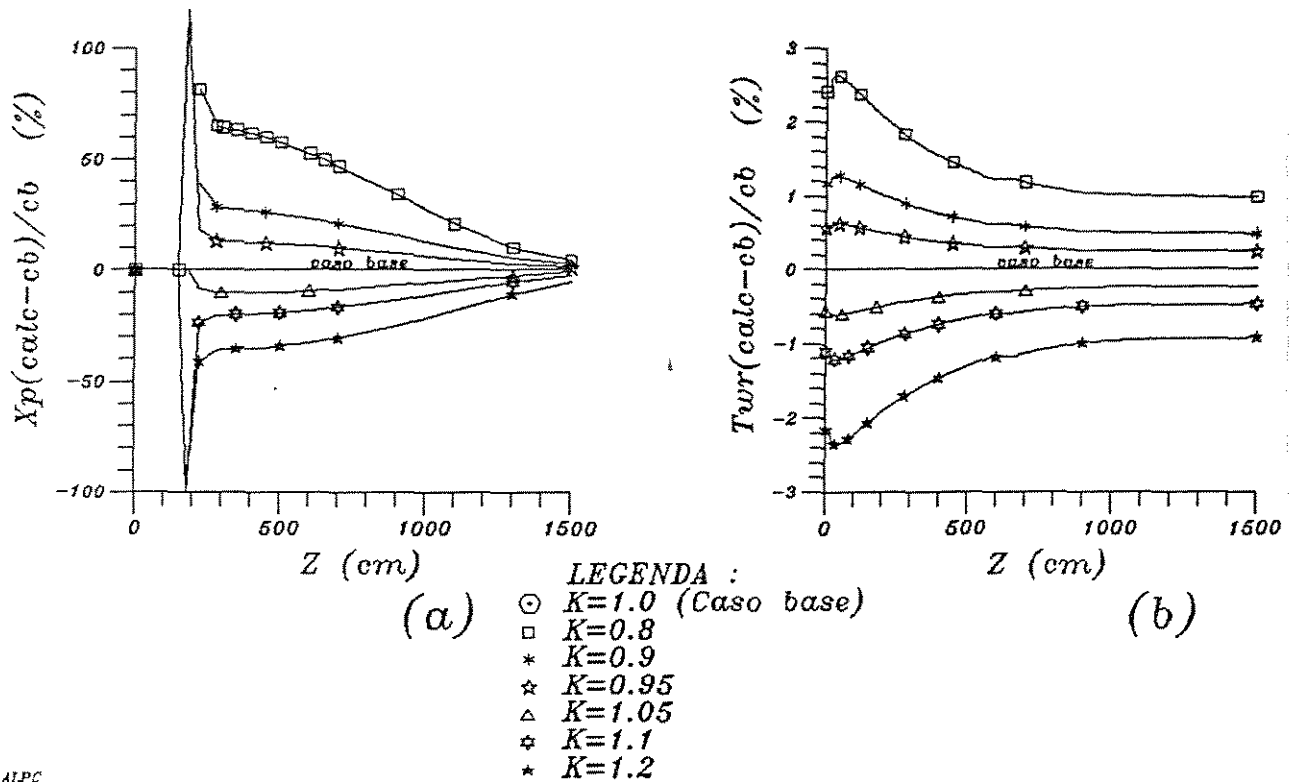 Xp(calc-cb)/cb (%)
100
50
0
-50
-100
caso base
0 500 1000 1500
Z (cm)
(a)
Twr(calc-cb)/cb (%)
3
2
1
0
-1
-2
-3
caso base
0 500 1000 1500
Z (cm)
(b)
LEGENDA :
K=1.0 (Caso base)
K=0.8
K=0.9
K=0.95
K=1.05
K=1.1
K=1.2
ALPC